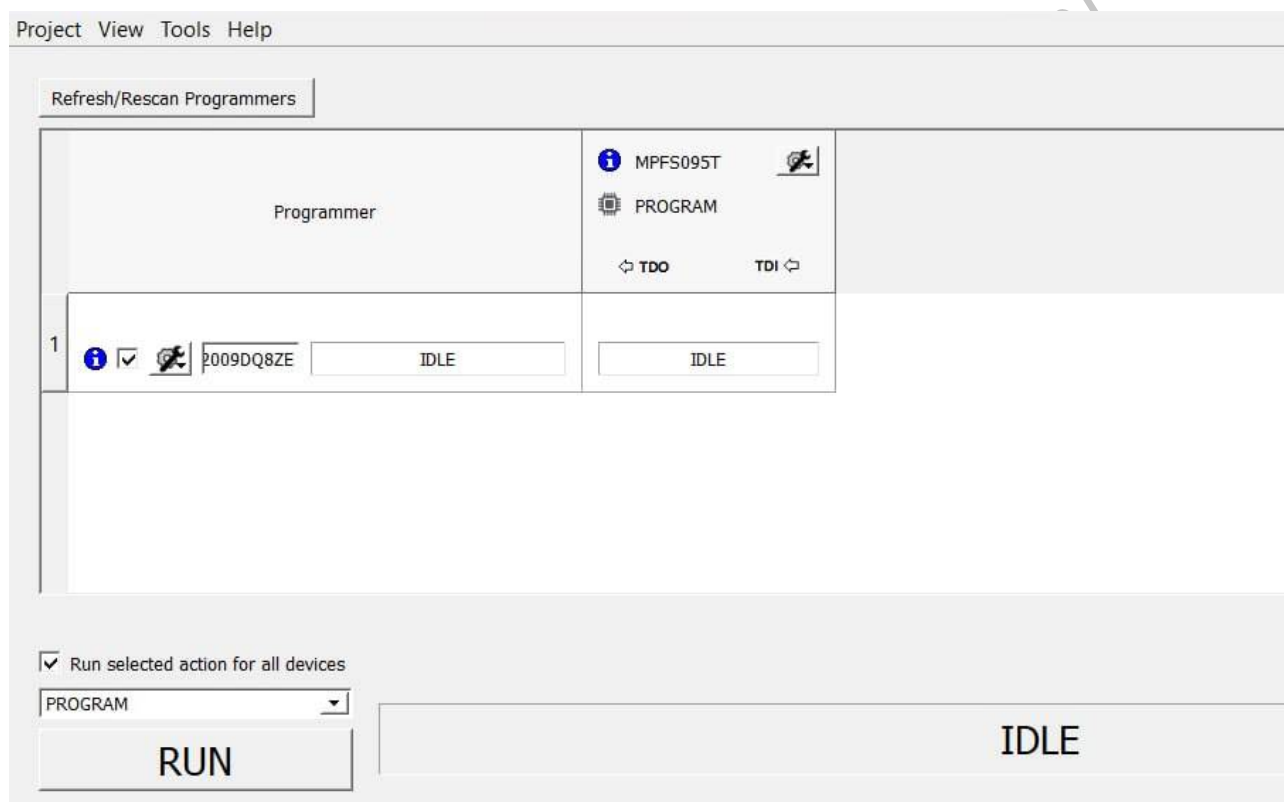 Project View Tools Help
Refresh/Rescan Programmers
Programmer
MPFS095T
PROGRAM
TDO TDI
1
2009DQ8ZE IDLE IDLE
Run selected action for all devices
PROGRAM
RUN
IDLE